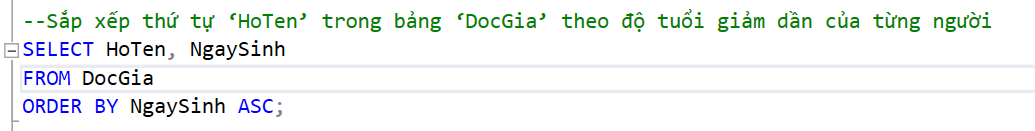 --Sắp xếp thứ tự ‘HoTen’ trong bảng ‘DocGia’ theo độ tuổi giảm dần của từng người
SELECT HoTen, NgaySinh
FROM DocGia
ORDER BY NgaySinh ASC;